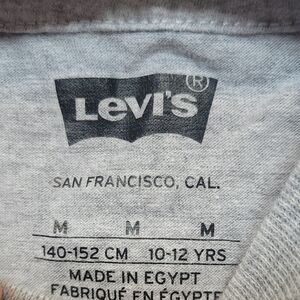 Levi's®
SAN FRANCISCO, CAL.
M M M
140-152 CM 10-12 YRS
MADE IN EGYPT
FABRIQUÉ EN ÉGYPTE